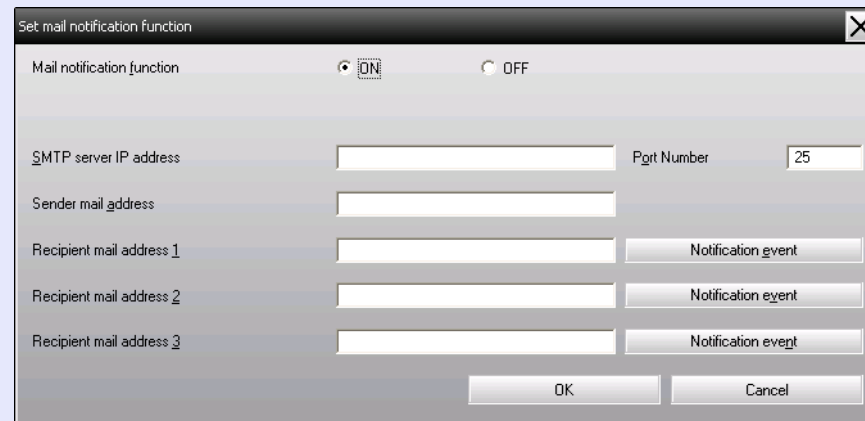 Set mail notification function
Mail notification function ON OFF
SMTP server IP address Port Number 25
Sender mail address
Recipient mail address 1 Notification event
Recipient mail address 2 Notification event
Recipient mail address 3 Notification event
OK Cancel